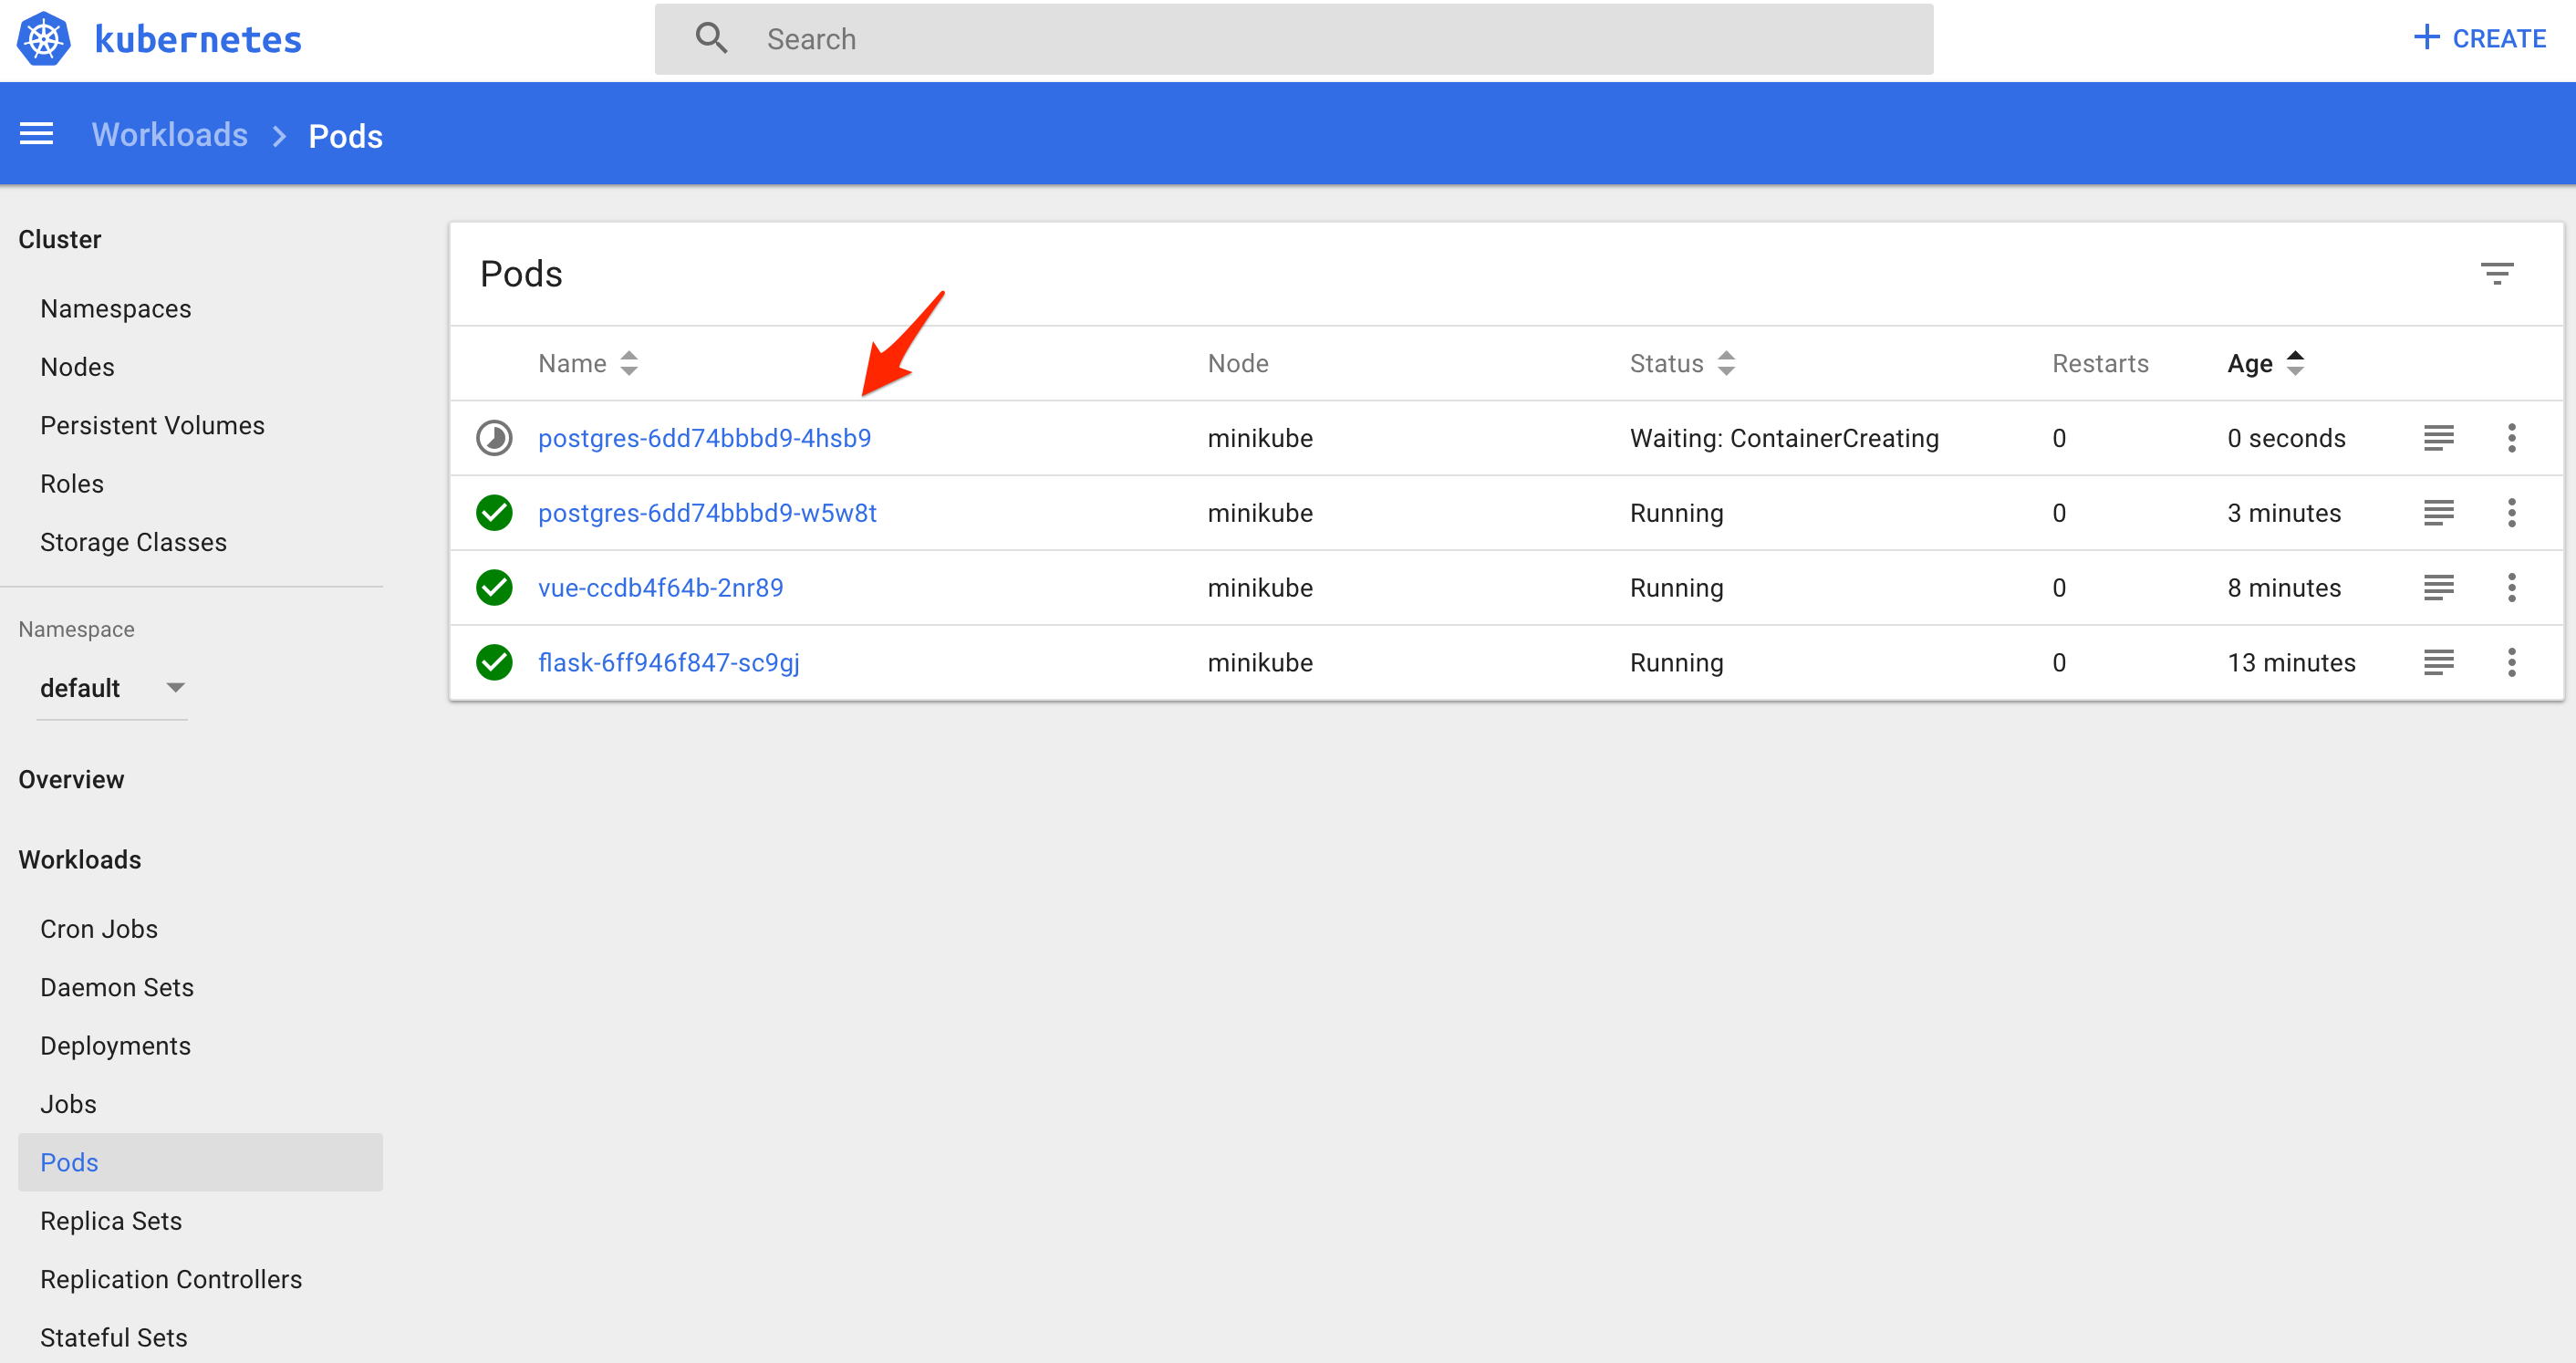 kubernetes
Search
CREATE
Workloads > Pods
Cluster
Namespaces
Nodes
Persistent Volumes
Roles
Storage Classes
Namespace
default
Overview
Workloads
Cron Jobs
Daemon Sets
Deployments
Jobs
Pods
Replica Sets
Replication Controllers
Stateful Sets
Pods
Name Node Status Restarts Age
postgres-6dd74bbbd9-4hsb9 minikube Waiting: ContainerCreating 0 0 seconds
postgres-6dd74bbbd9-w5w8t minikube Running 0 3 minutes
vue-ccdb4f64b-2nr89 minikube Running 0 8 minutes
flask-6ff946f847-sc9gj minikube Running 0 13 minutes